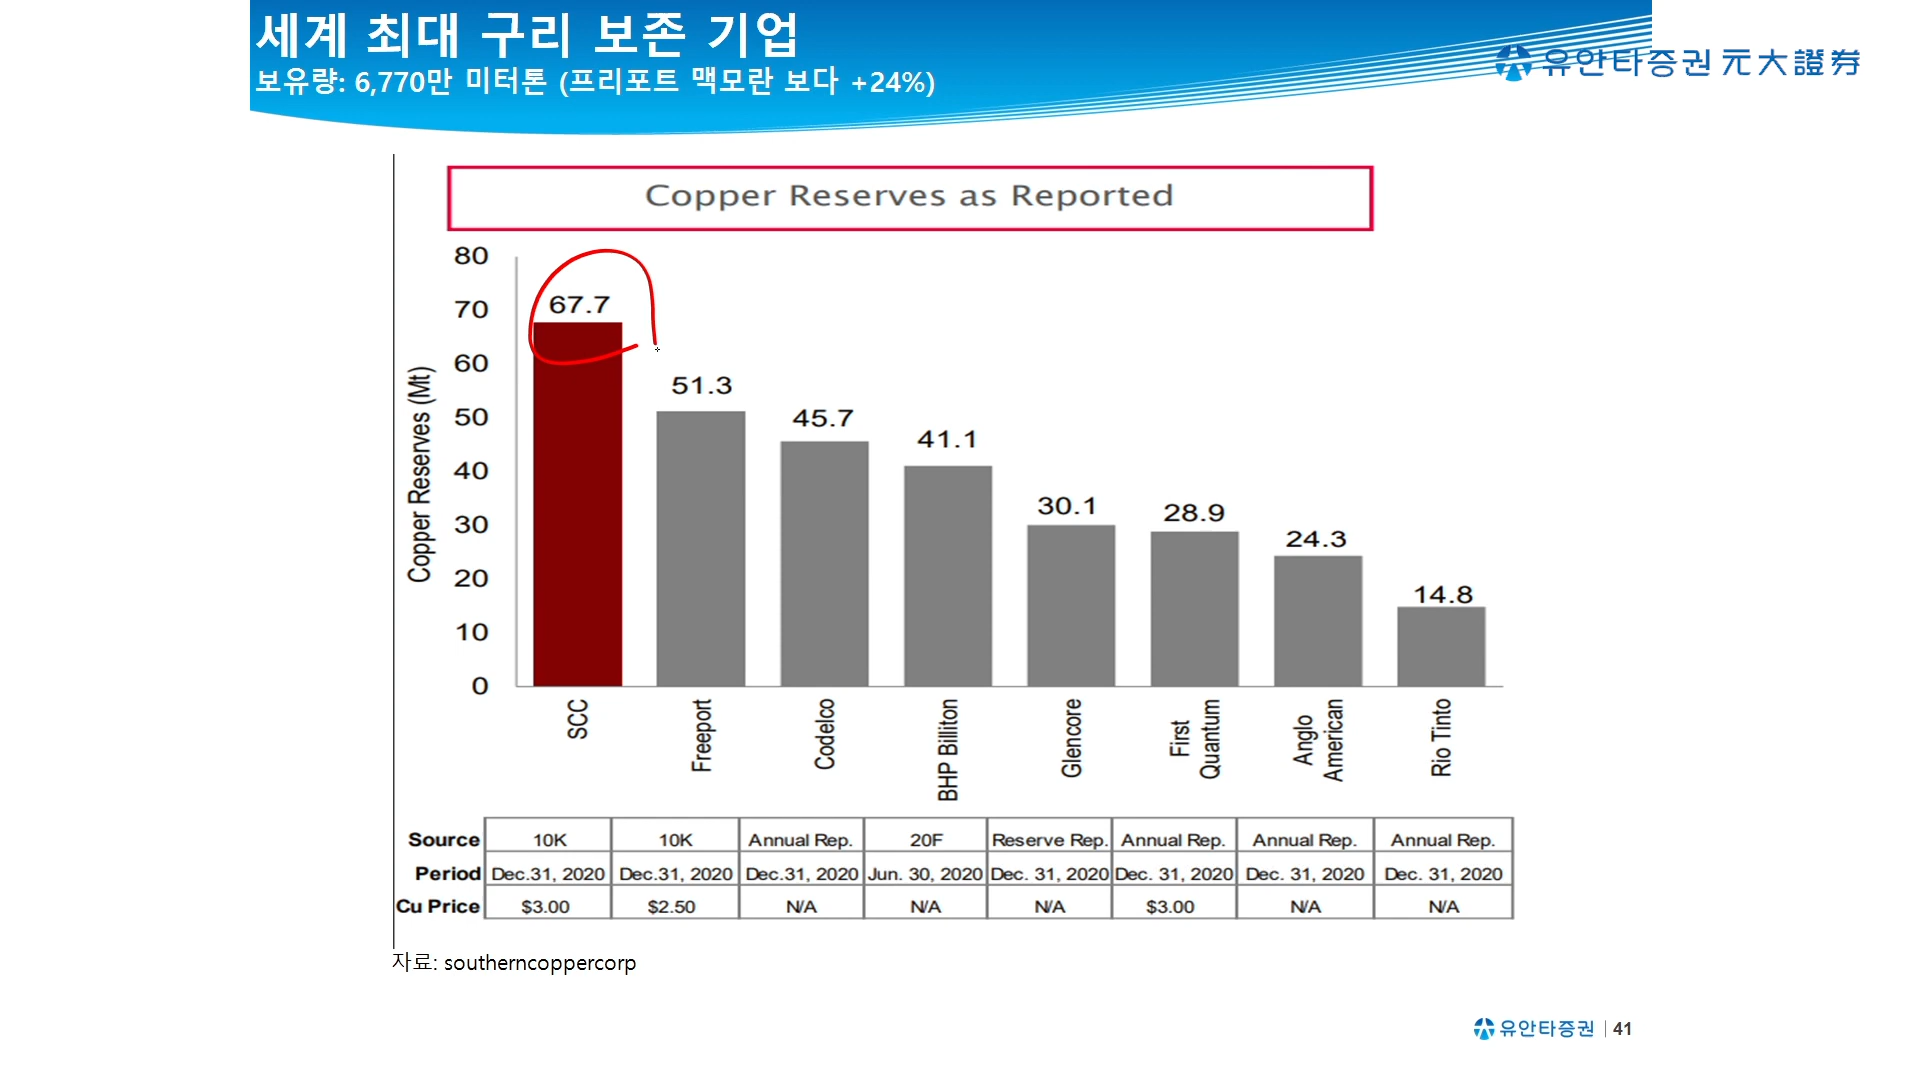 세계 최대 구리 보존 기업
보유량: 6,770만 미터톤 (프리포트 맥모란 보다 +24%)
유안타증권 元大證券
Copper Reserves as Reported
Copper Reserves (Mt)
80
70
60
50
40
30
20
10
0
67.7
51.3
45.7
41.1
30.1
28.9
24.3
14.8
SCC
Freeport
Codelco
BHP Billiton
Glencore
First
Quantum
Anglo
American
Rio Tinto
Source 10K 10K Annual Rep. 20F Reserve Rep. Annual Rep. Annual Rep. Annual Rep.
Period Dec.31, 2020 Dec.31, 2020 Dec.31, 2020 Jun. 30, 2020 Dec. 31, 2020 Dec. 31, 2020 Dec. 31, 2020 Dec. 31, 2020
Cu Price $3.00 $2.50 N/A N/A N/A $3.00 N/A N/A
자료: southerncoppercorp
유안타증권 | 41